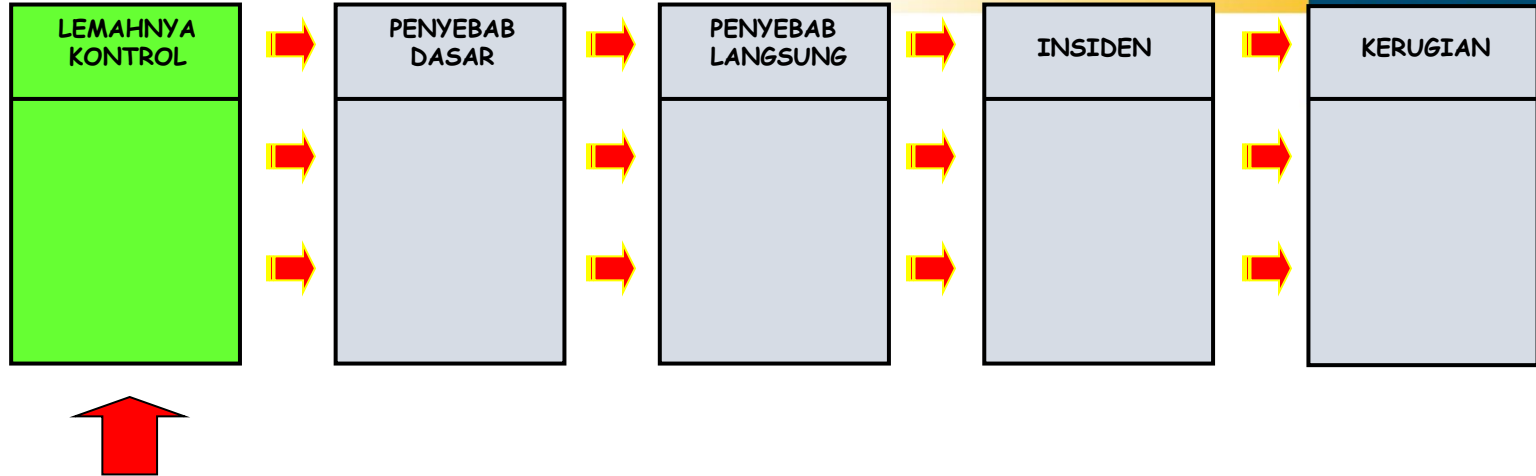 LEMAHNYA
KONTROL
PENYEBAB
DASAR
PENYEBAB
LANGSUNG
INSIDEN
KERUGIAN